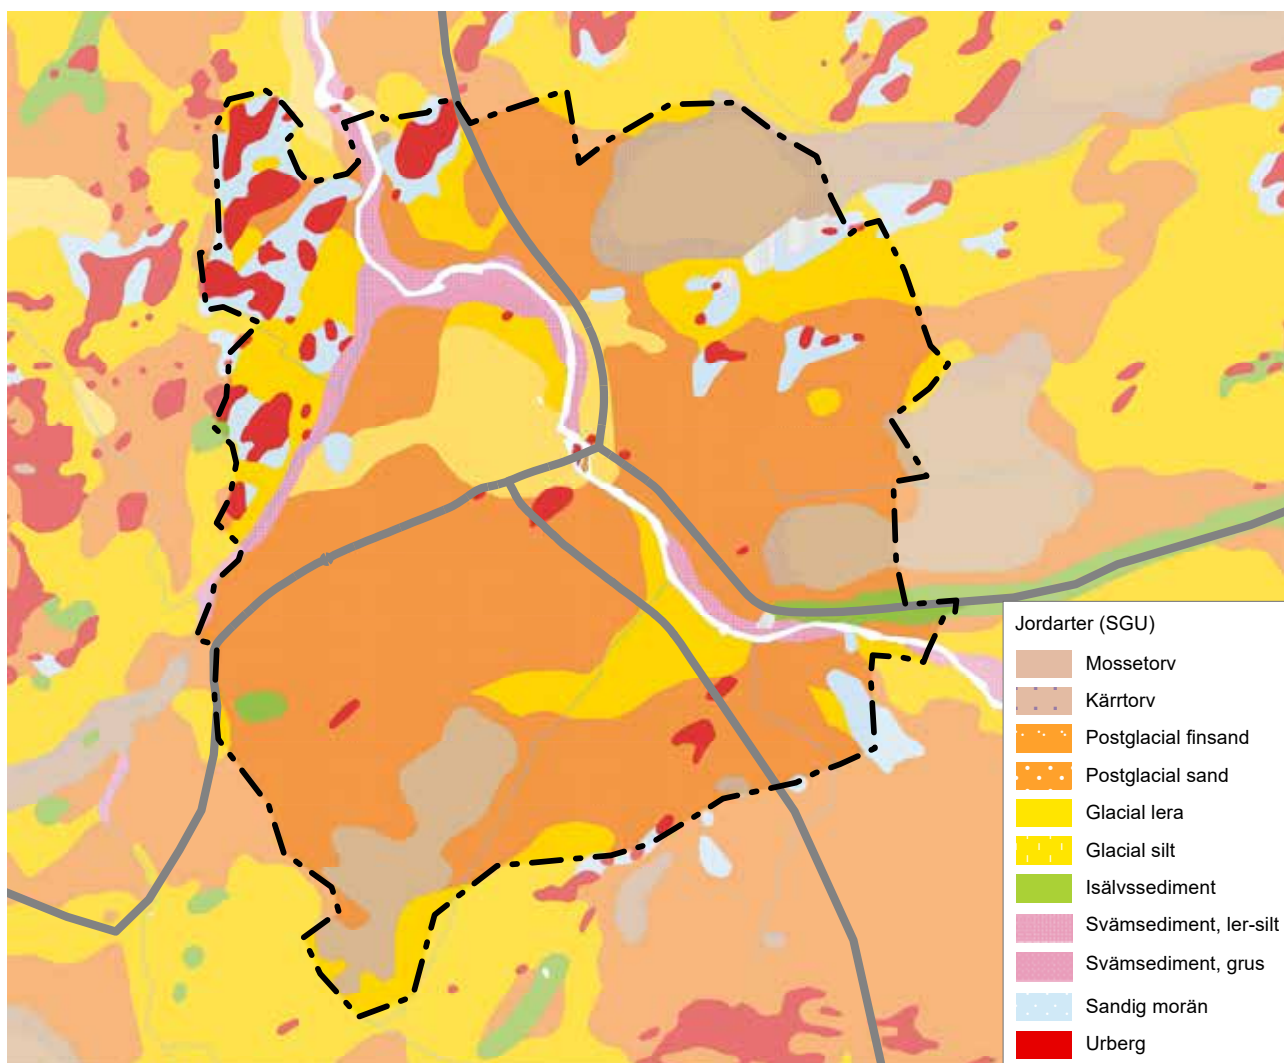 Jordarter (SGU)
Mossetorv
Kärrtorv
Postglacial finsand
Postglacial sand
Glacial lera
Glacial silt
Isälvssediment
Svämsediment, ler-silt
Svämsediment, grus
Sandig morän
Urberg